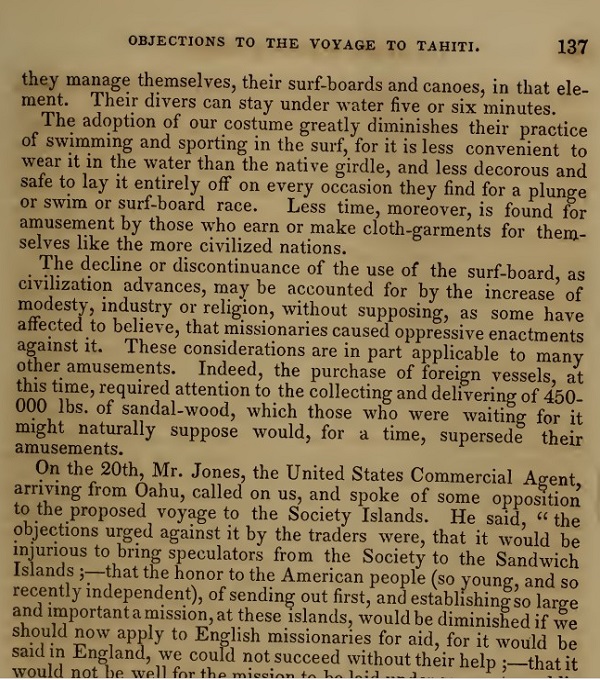 OBJECTIONS TO THE VOYAGE TO TAHITI. 137
they manage themselves, their surf-boards and canoes, in that ele-
ment. Their divers can stay under water five or six minutes.
The adoption of our costume greatly diminishes their practice
of swimming and sporting in the surf, for it is less convenient to
wear it in the water than the native girdle, and less decorous and
safe to lay it entirely off on every occasion they find for a plunge
or swim or surf-board race. Less time, moreover, is found for
amusement by those who earn or make cloth-garments for them-
selves like the more civilized nations.
The decline or discontinuance of the use of the surf-board, as
civilization advances, may be accounted for by the increase of
modesty, industry or religion, without supposing, as some have
affected to believe, that missionaries caused oppressive enactments
against it. These considerations are in part applicable to many
other amusements. Indeed, the purchase of foreign vessels, at
this time, required attention to the collecting and delivering of 450-
000 lbs. of sandal-wood, which those who were waiting for it
might naturally suppose would, for a time, supersede their
amusements.
On the 20th, Mr. Jones, the United States Commercial Agent,
arriving from Oahu, called on us, and spoke of some opposition
to the proposed voyage to the Society Islands. He said, "the
objections urged against it by the traders were, that it would be
injurious to bring speculators from the Society to the Sandwich
Islands;—that the honor to the American people (so young, and so
recently independent), of sending out first, and establishing so large
and important a mission, at these islands, would be diminished if we
should now apply to English missionaries for aid, for it would be
said in England, we could not succeed without their help;—that it
would not be well for the mission to be laid